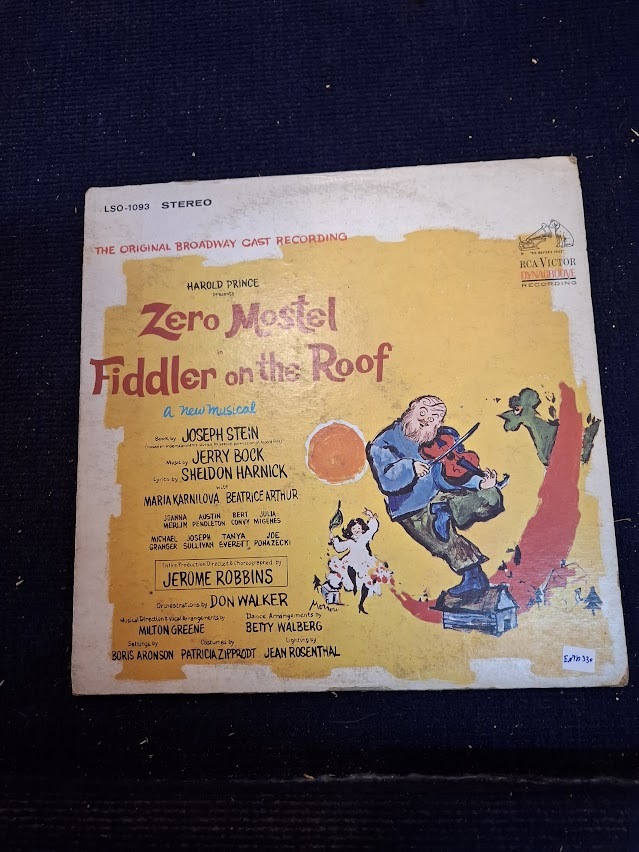 LSO-1093 STEREO
THE ORIGINAL BROADWAY CAST RECORDING
"HIS MASTER'S VOICE"
RCA VICTOR
DYNAGROOVE
RECORDING
HAROLD PRINCE
presents
Zero Mostel
Fiddler on the Roof
a new musical
Book by JOSEPH STEIN
Music by JERRY BOCK
Lyrics by SHELDON HARNICK
with
MARIA KARNILOVA BEATRICE ARTHUR
JOANNA MERLIN AUSTIN PENDLETON BERT CONVY JULIA MIGENES
MICHAEL GRANGER JOSEPH SULLIVAN TANYA EVERETT JOE PONAZECKI
Entire Production Directed & Choreographed by
JEROME ROBBINS
Orchestrations by DON WALKER
Musical Direction & Vocal Arrangements by Dance Arrangements by
MILTON GREENE BETTY WALBERG
Settings by Costumes by Lighting by
BORIS ARONSON PATRICIA ZIPPRODT JEAN ROSENTHAL